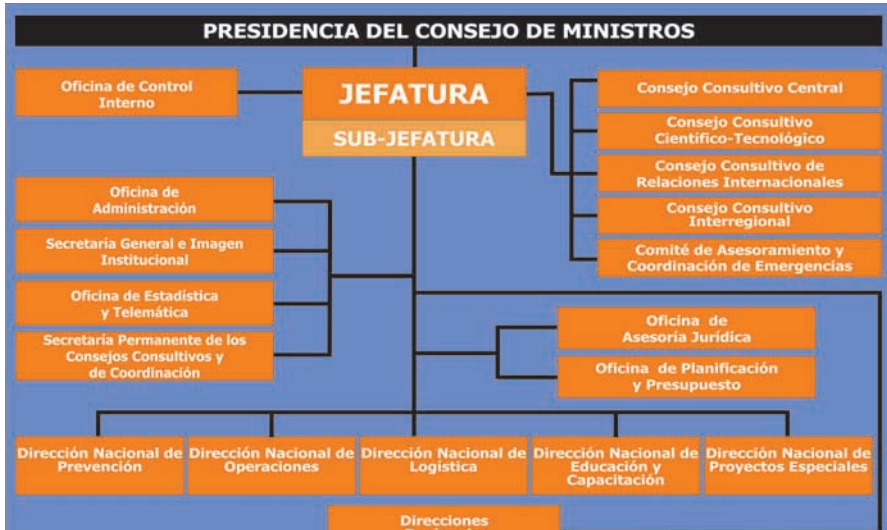 PRESIDENCIA DEL CONSEJO DE MINISTROS
Oficina de Control
Interno
JEFATURA
SUB-JEFATURA
Consejo Consultivo Central
Consejo Consultivo
Científico-Tecnológico
Consejo Consultivo de
Relaciones Internacionales
Consejo Consultivo
Interregional
Comité de Asesoramiento y
Coordinación de Emergencias
Oficina de
Administración
Secretaría General e Imagen
Institucional
Oficina de Estadística
y Telemática
Secretaría Permanente de los
Consejos Consultivos y
de Coordinación
Oficina de
Asesoría Jurídica
Oficina de Planificación
y Presupuesto
Dirección Nacional de
Prevención
Dirección Nacional de
Operaciones
Dirección Nacional de
Logística
Dirección Nacional de
Educación y
Capacitación
Dirección Nacional de
Proyectos Especiales
Direcciones